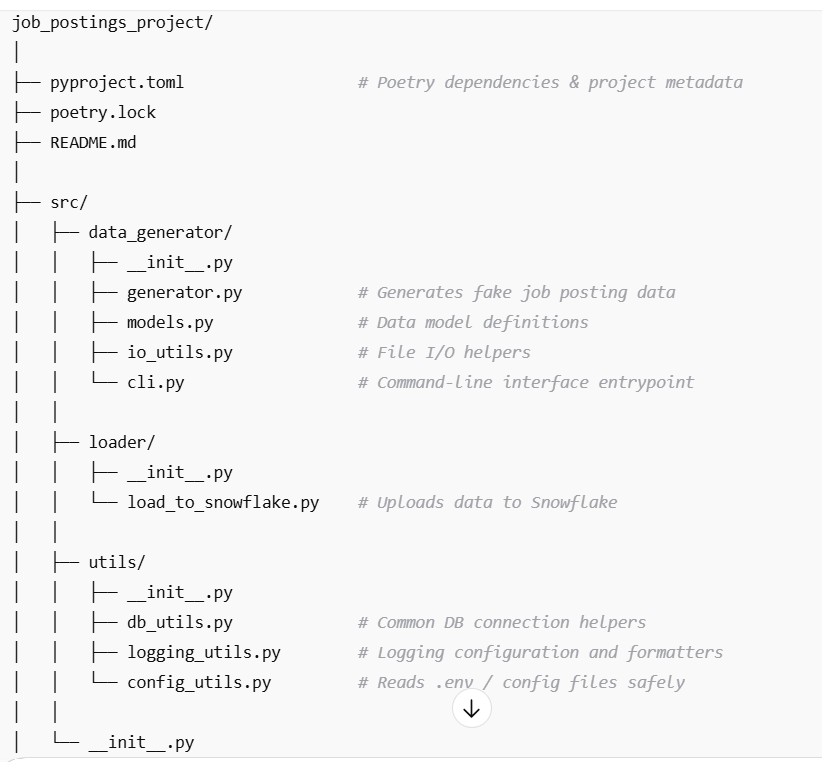 job_postings_project/
│
├── pyproject.toml                  # Poetry dependencies & project metadata
├── poetry.lock
├── README.md
│
├── src/
│   ├── data_generator/
│   │   ├── __init__.py
│   │   ├── generator.py            # Generates fake job posting data
│   │   ├── models.py               # Data model definitions
│   │   ├── io_utils.py             # File I/O helpers
│   │   └── cli.py                  # Command-line interface entrypoint
│   │
│   ├── loader/
│   │   ├── __init__.py
│   │   └── load_to_snowflake.py    # Uploads data to Snowflake
│   │
│   ├── utils/
│   │   ├── __init__.py
│   │   ├── db_utils.py             # Common DB connection helpers
│   │   ├── logging_utils.py        # Logging configuration and formatters
│   │   └── config_utils.py         # Reads .env / config files safely
│   │
│   └── __init__.py